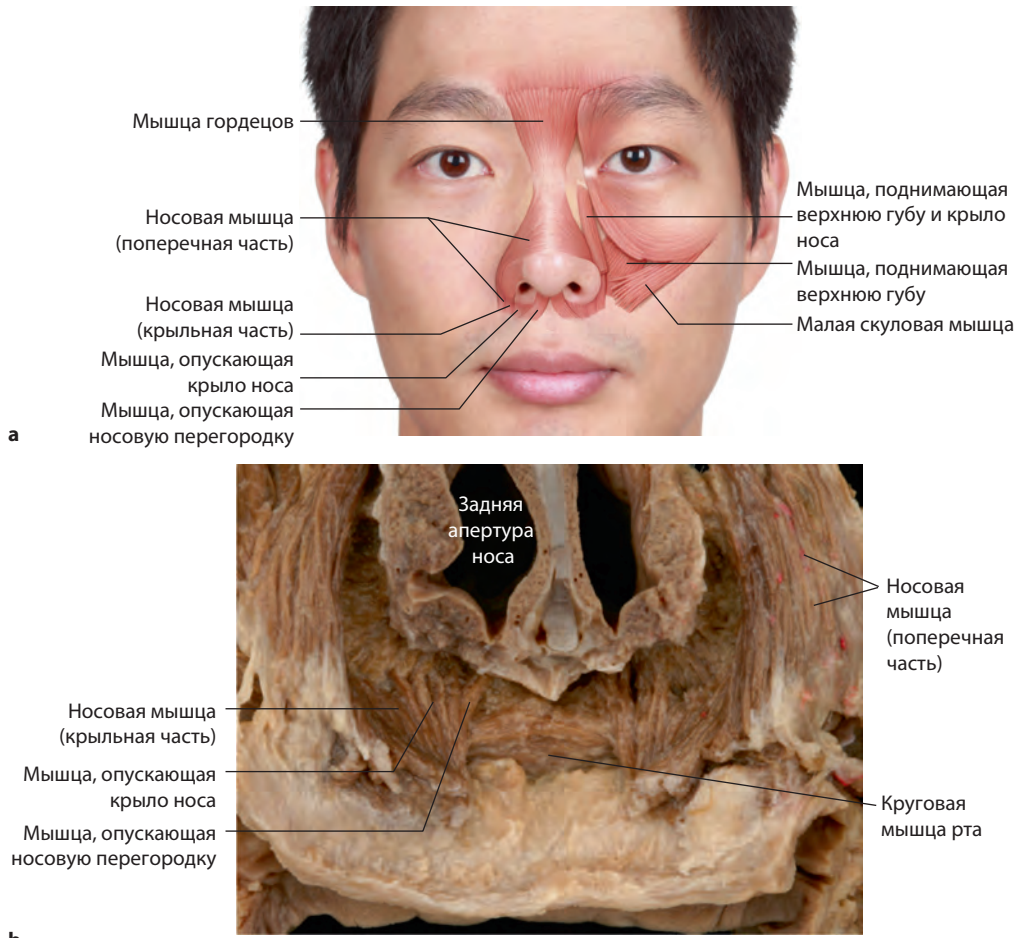 Мышца гордецов
Носовая мышца
(поперечная часть)
Носовая мышца
(крыльная часть)
Мышца, опускающая
крыло носа
Мышца, опускающая
носовую перегородку
Мышца, поднимающая
верхнюю губу и крыло
носа
Мышца, поднимающая
верхнюю губу
Малая скуловая мышца
a
Задняя
апертура
носа
Носовая
мышца
(поперечная
часть)
Носовая мышца
(крыльная часть)
Мышца, опускающая
крыло носа
Мышца, опускающая
носовую перегородку
Круговая
мышца рта
b